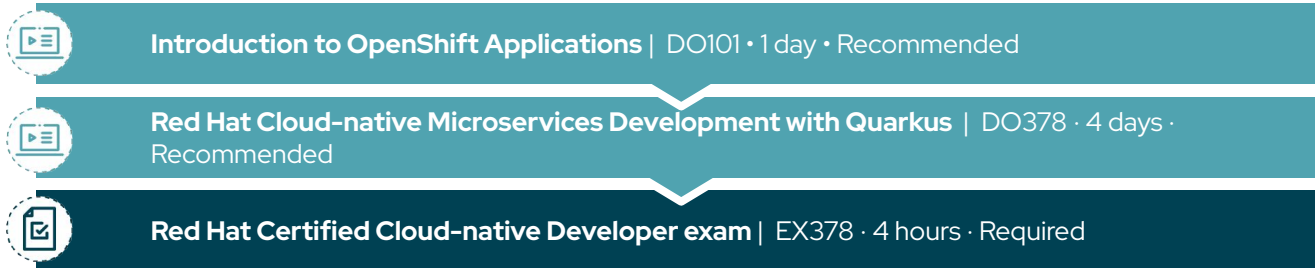 Introduction to OpenShift Applications | DO101 • 1 day • Recommended
Red Hat Cloud-native Microservices Development with Quarkus | DO378 · 4 days ·
Recommended
Red Hat Certified Cloud-native Developer exam | EX378 · 4 hours · Required